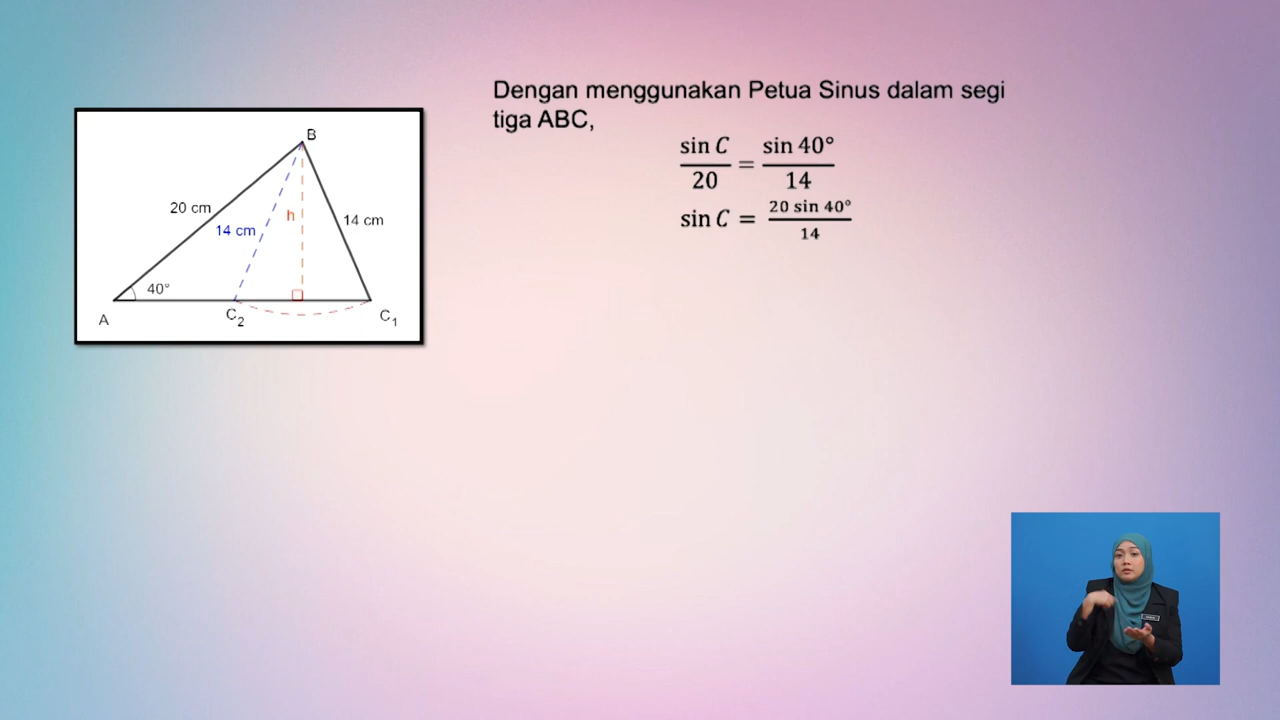 Dengan menggunakan Petua Sinus dalam segi
tiga ABC,
sin C / 20 = sin 40° / 14
sin C = 20 sin 40° / 14
B
20 cm
14 cm
h
14 cm
40°
A
C₂
C₁